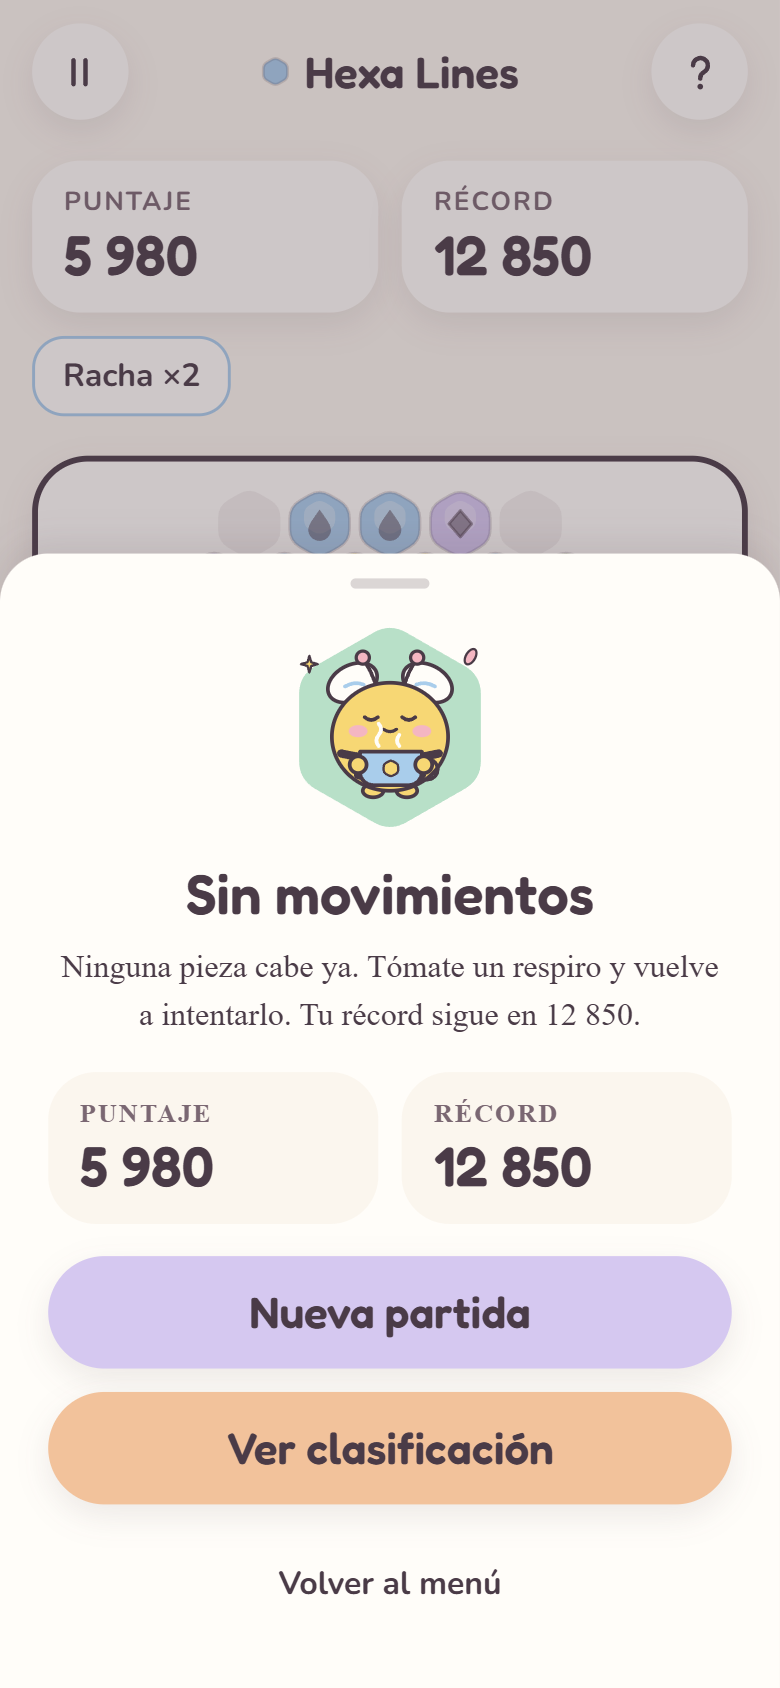 Hexa Lines
?
PUNTAJE
5 980
RÉCORD
12 850
Racha ×2
Sin movimientos
Ninguna pieza cabe ya. Tómate un respiro y vuelve
a intentarlo. Tu récord sigue en 12 850.
PUNTAJE
5 980
RÉCORD
12 850
Nueva partida
Ver clasificación
Volver al menú